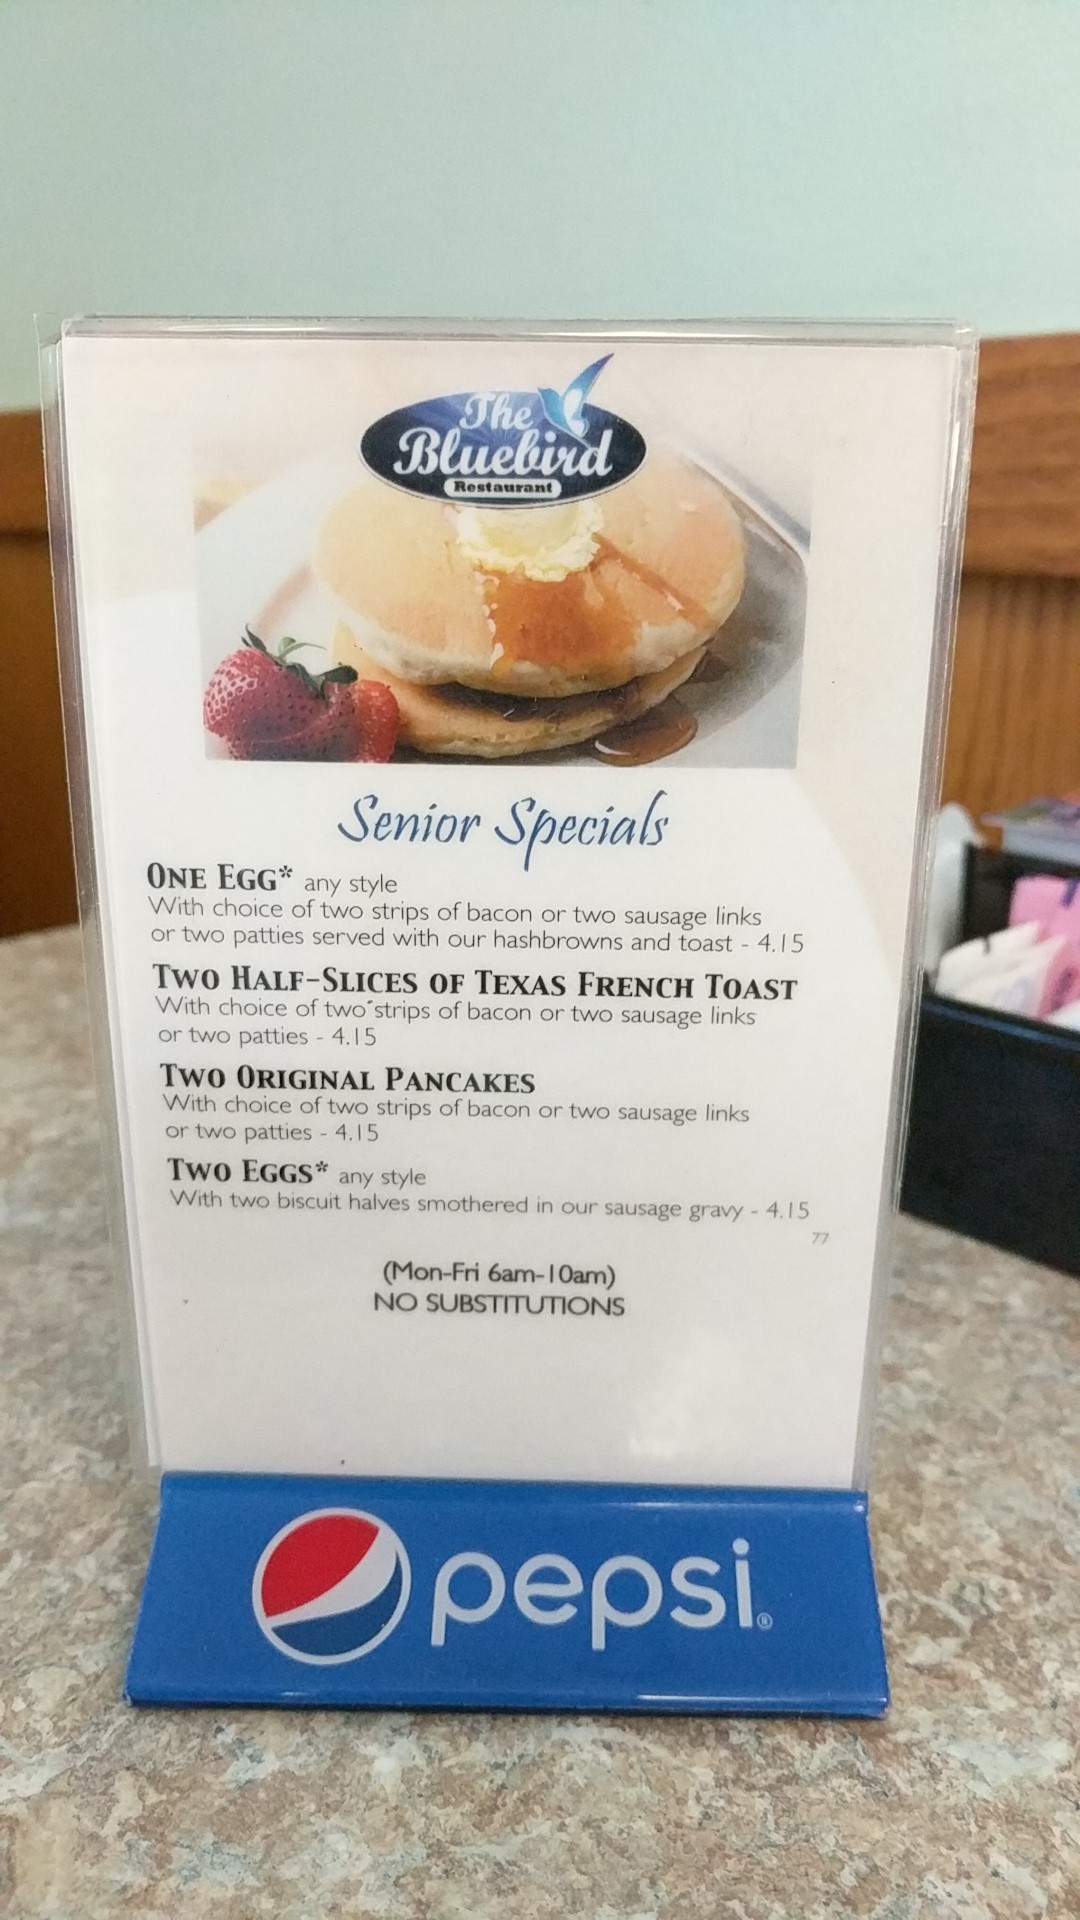 The
Bluebird
Restaurant
Senior Specials
ONE EGG* any style
With choice of two strips of bacon or two sausage links
or two patties served with our hashbrowns and toast - 4.15
TWO HALF-SLICES OF TEXAS FRENCH TOAST
With choice of two strips of bacon or two sausage links
or two patties - 4.15
TWO ORIGINAL PANCAKES
With choice of two strips of bacon or two sausage links
or two patties - 4.15
TWO EGGS* any style
With two biscuit halves smothered in our sausage gravy - 4.15
77
(Mon-Fri 6am-10am)
NO SUBSTITUTIONS
pepsi®